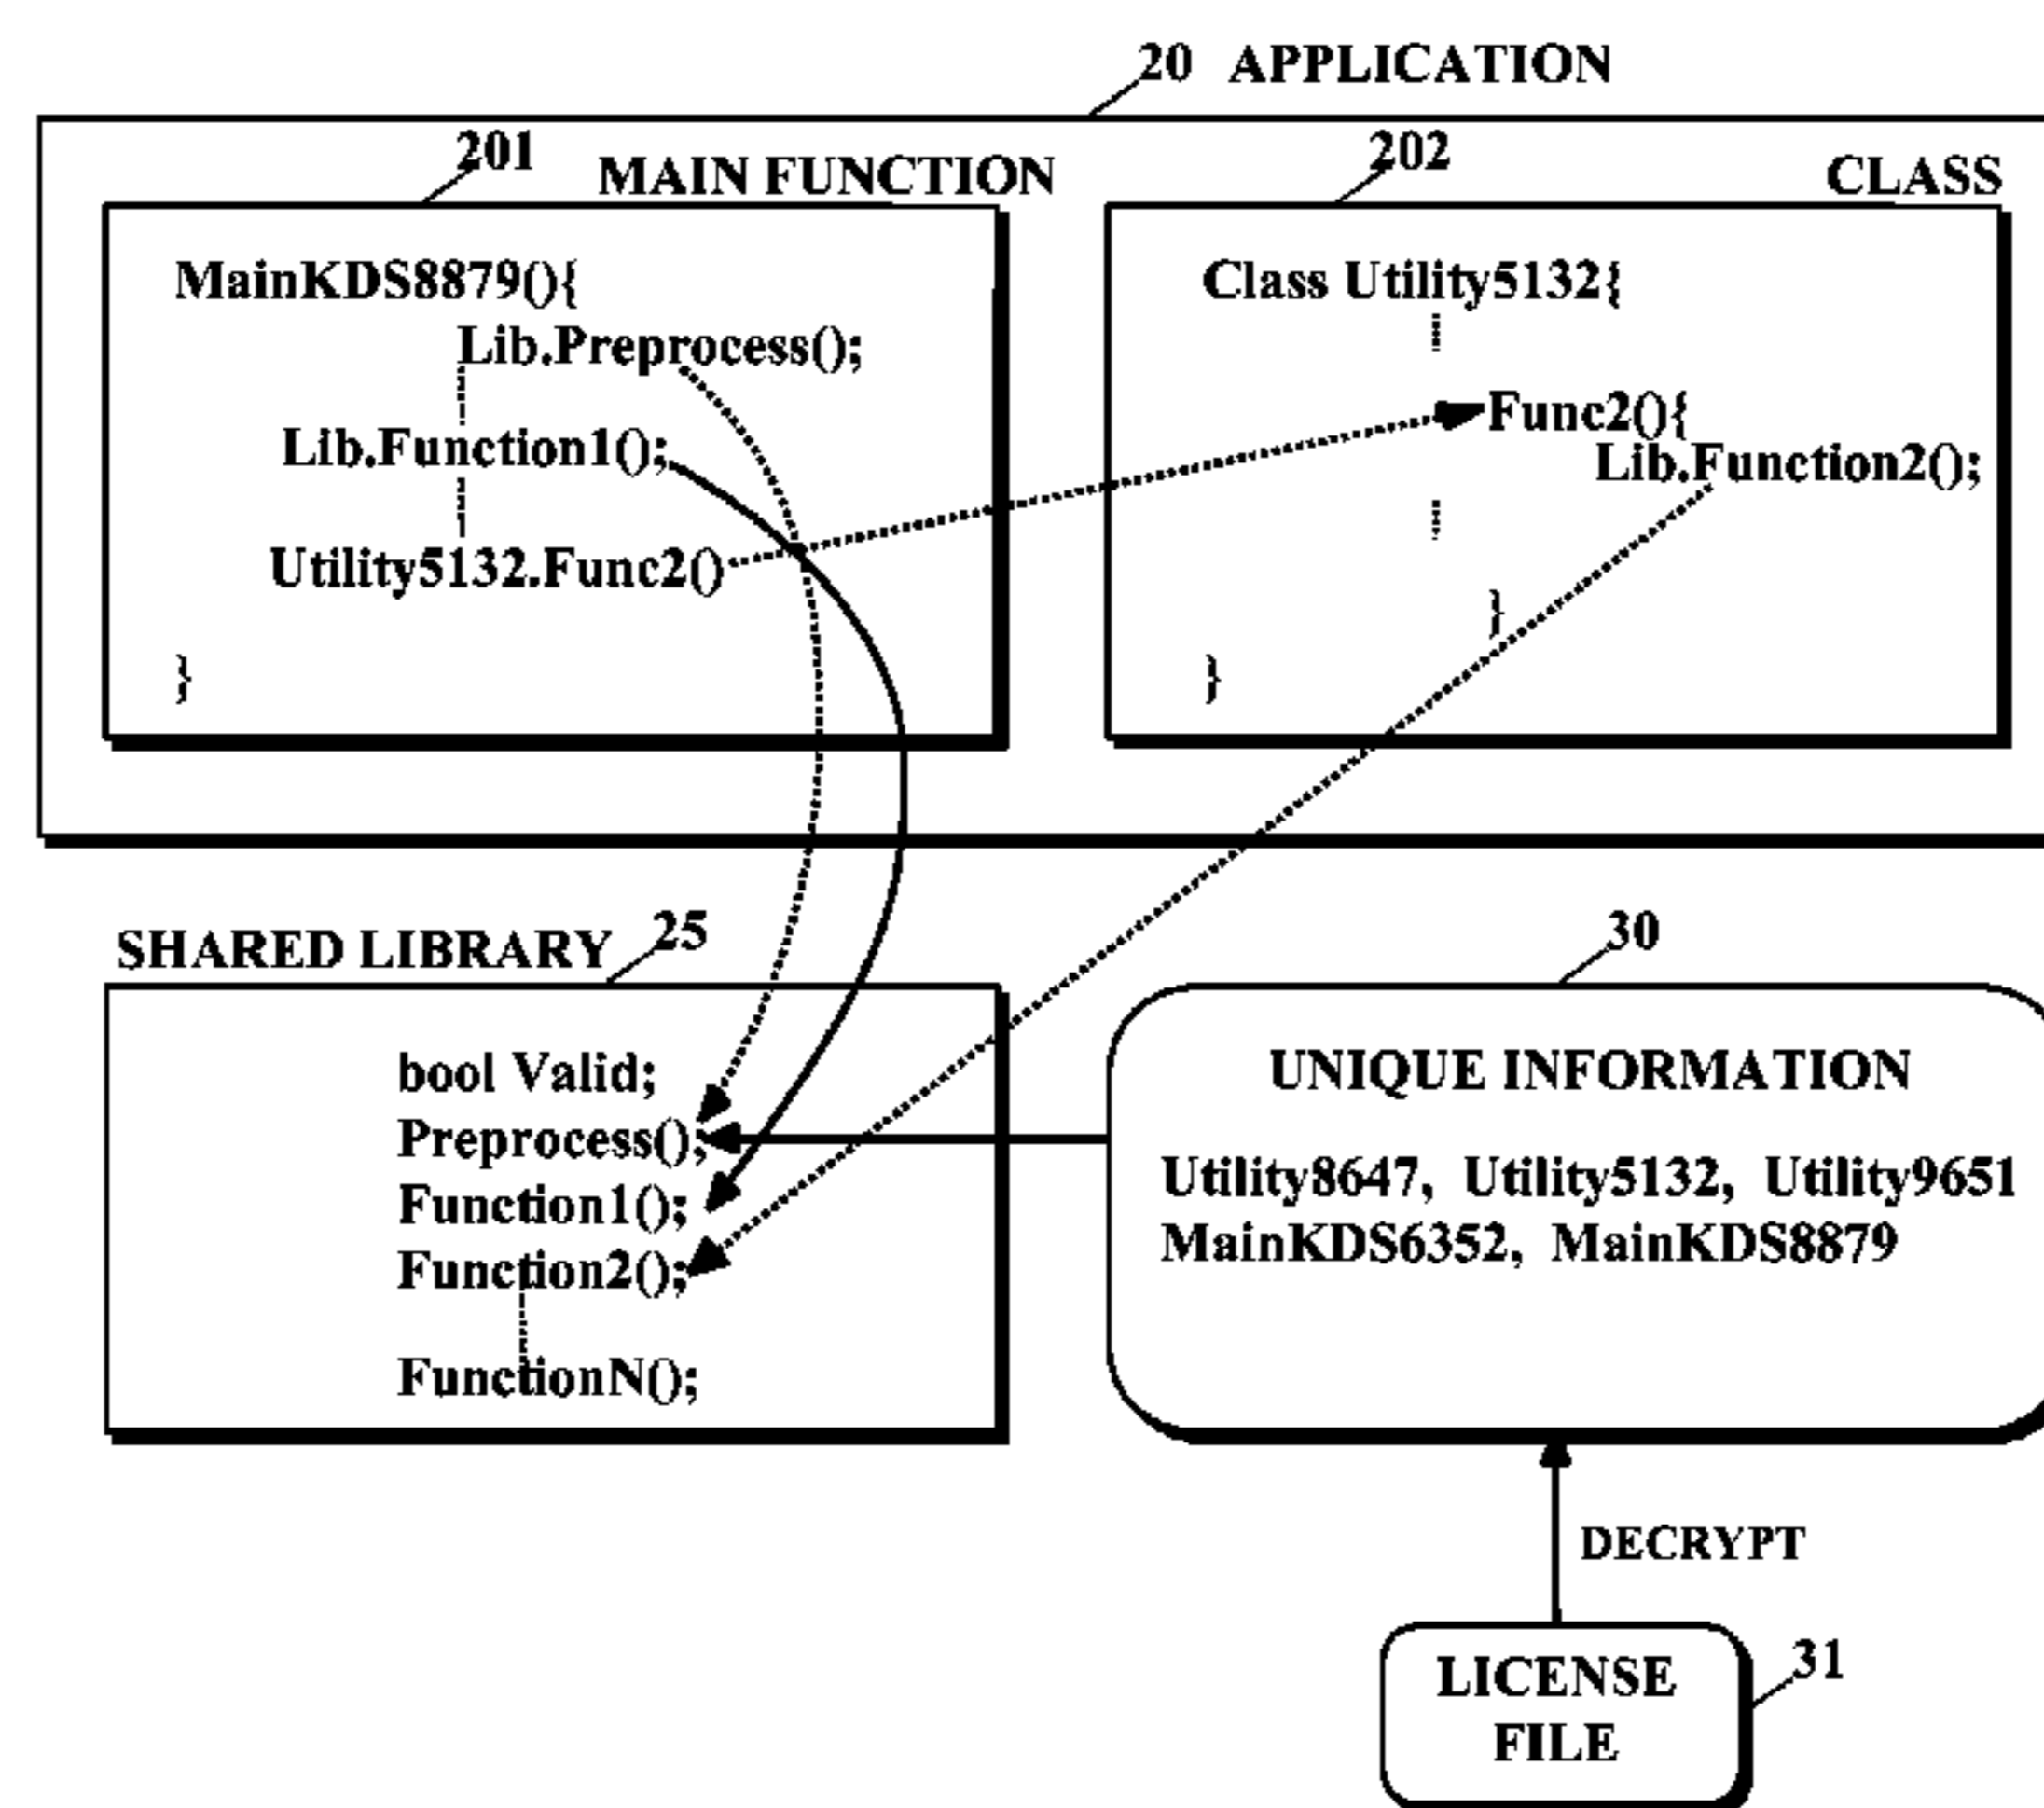 20 APPLICATION
201 MAIN FUNCTION
MainKDS8879(){
Lib.Preprocess();
Lib.Function1();
Utility5132.Func2()
}
202 CLASS
Class Utility5132{
Func2(){
Lib.Function2();
}
}
SHARED LIBRARY 25
bool Valid;
Preprocess();
Function1();
Function2();
FunctionN();
30
UNIQUE INFORMATION
Utility8647, Utility5132, Utility9651
MainKDS6352, MainKDS8879
DECRYPT
LICENSE
FILE
31